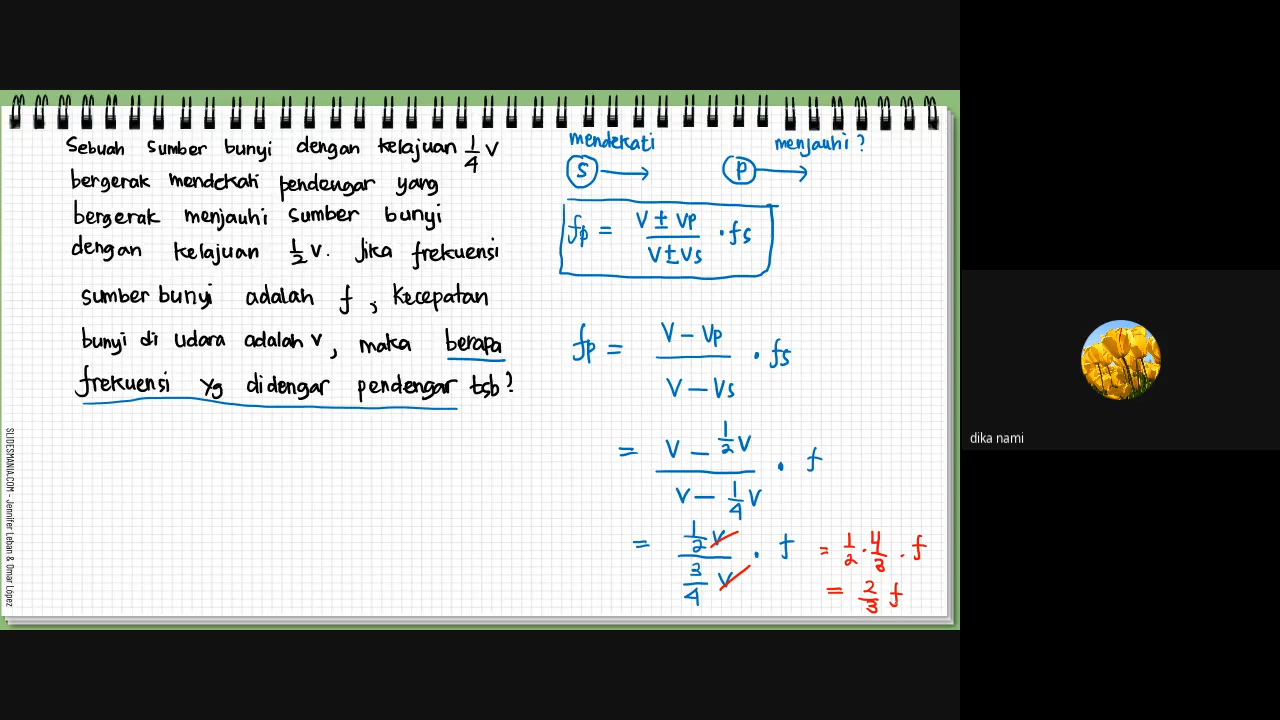 Sebuah sumber bunyi dengan kelajuan 1/4 V
bergerak mendekati pendengar yang
bergerak menjauhi sumber bunyi
dengan kelajuan 1/2 V. Jika frekuensi
sumber bunyi adalah f, kecepatan
bunyi di udara adalah v, maka berapa
frekuensi yg didengar pendengar tsb?
mendekati menjauhi?
S → P →
fp = (V ± Vp)/(V ± Vs) · fs
fp = (V - Vp)/(V - Vs) · fs
= (V - 1/2 V)/(V - 1/4 V) · f
= (1/2 V)/(3/4 V) · f = 1/2 · 4/3 · f
= 2/3 f
SLIDESMANIA.COM - Jennifer Leban & Omar López
dika nami